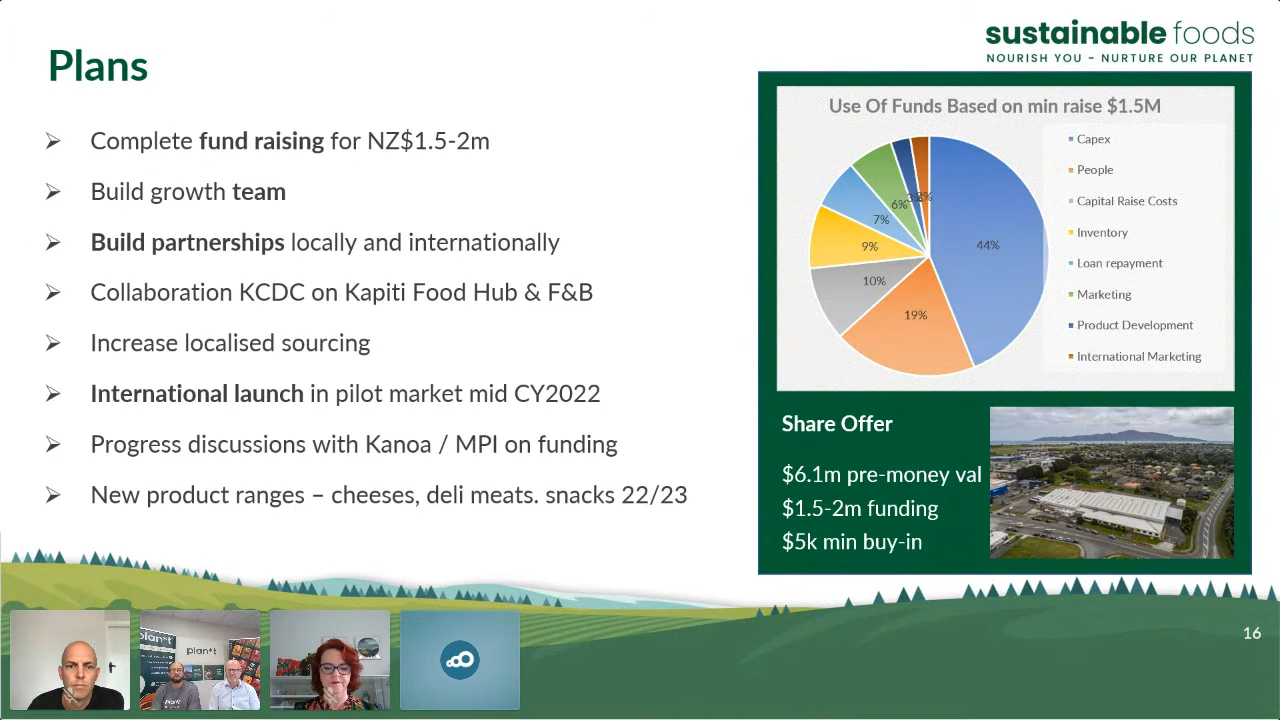 sustainable foods
NOURISH YOU – NURTURE OUR PLANET
Plans
Complete fund raising for NZ$1.5-2m
Build growth team
Build partnerships locally and internationally
Collaboration KCDC on Kapiti Food Hub & F&B
Increase localised sourcing
International launch in pilot market mid CY2022
Progress discussions with Kanoa / MPI on funding
New product ranges – cheeses, deli meats. snacks 22/23
Use Of Funds Based on min raise $1.5M
44%
19%
10%
9%
7%
6%
Capex
People
Capital Raise Costs
Inventory
Loan repayment
Marketing
Product Development
International Marketing
Share Offer
$6.1m pre-money val
$1.5-2m funding
$5k min buy-in
plan*t
plan*t
16